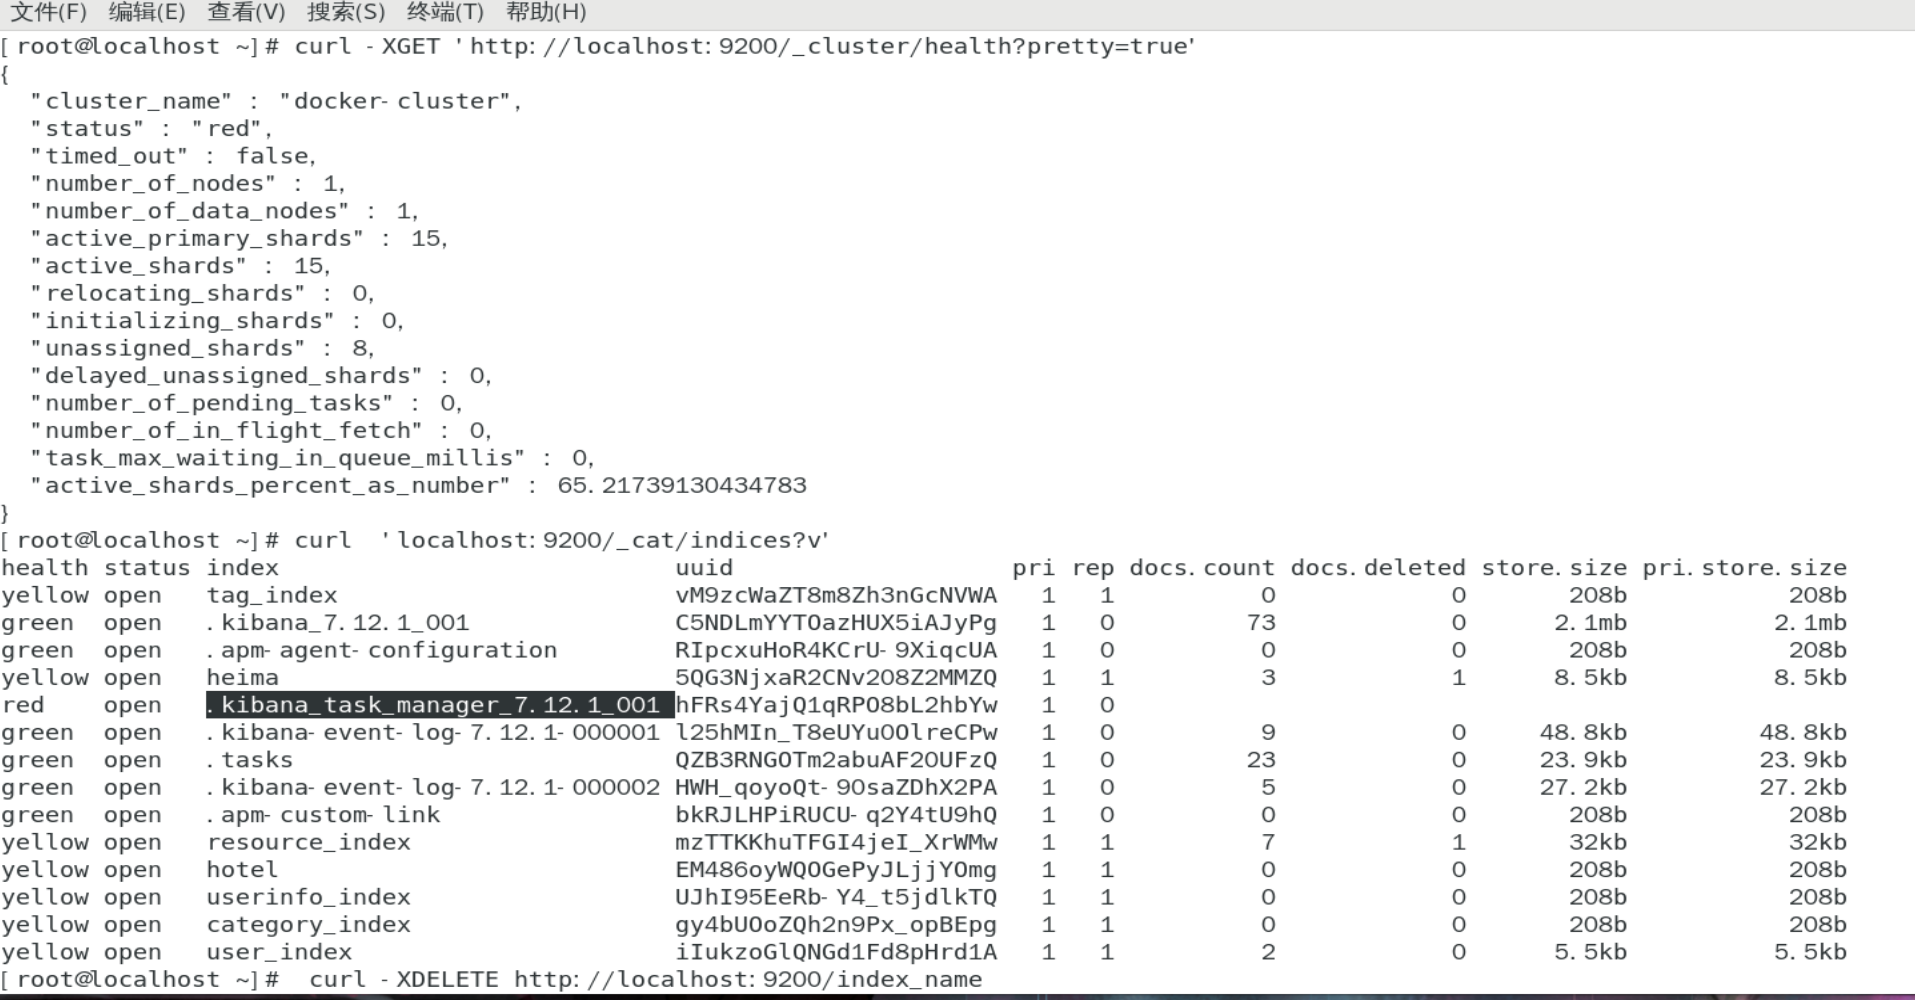 文件(F) 编辑(E) 查看(V) 搜索(S) 终端(T) 帮助(H)
[root@localhost ~]# curl -XGET 'http://localhost:9200/_cluster/health?pretty=true'
{
  "cluster_name" : "docker-cluster",
  "status" : "red",
  "timed_out" : false,
  "number_of_nodes" : 1,
  "number_of_data_nodes" : 1,
  "active_primary_shards" : 15,
  "active_shards" : 15,
  "relocating_shards" : 0,
  "initializing_shards" : 0,
  "unassigned_shards" : 8,
  "delayed_unassigned_shards" : 0,
  "number_of_pending_tasks" : 0,
  "number_of_in_flight_fetch" : 0,
  "task_max_waiting_in_queue_millis" : 0,
  "active_shards_percent_as_number" : 65.21739130434783
}
[root@localhost ~]# curl  'localhost:9200/_cat/indices?v'
health status index                           uuid                   pri rep docs.count docs.deleted store.size pri.store.size
yellow open   tag_index                       vM9zcWaZT8m8Zh3nGcNVWA   1   1          0            0       208b           208b
green  open   .kibana_7.12.1_001              C5NDLmYYTOazHUX5iAJyPg   1   0         73            0      2.1mb          2.1mb
green  open   .apm-agent-configuration        RIpcxuHoR4KCrU-9XiqcUA   1   0          0            0       208b           208b
yellow open   heima                           5QG3NjxaR2CNv208Z2MMZQ   1   1          3            1      8.5kb          8.5kb
red    open   .kibana_task_manager_7.12.1_001 hFRs4YajQ1qRPO8bL2hbYw   1   0
green  open   .kibana-event-log-7.12.1-000001 l25hMIn_T8eUYu0OlreCPw   1   0          9            0     48.8kb         48.8kb
green  open   .tasks                          QZB3RNGOTm2abuAF20UFzQ   1   0         23            0     23.9kb         23.9kb
green  open   .kibana-event-log-7.12.1-000002 HWH_qoyoQt-90saZDhX2PA   1   0          5            0     27.2kb         27.2kb
green  open   .apm-custom-link                bkRJLHPiRUCU-q2Y4tU9hQ   1   0          0            0       208b           208b
yellow open   resource_index                  mzTTKKhuTFGI4jeI_XrWMw   1   1          7            1       32kb           32kb
yellow open   hotel                           EM486oyWQOGePyJLjjYOmg   1   1          0            0       208b           208b
yellow open   userinfo_index                  UJhI95EeRb-Y4_t5jdlkTQ   1   1          0            0       208b           208b
yellow open   category_index                  gy4bUOoZQh2n9Px_opBEpg   1   1          0            0       208b           208b
yellow open   user_index                      iIukzoGlQNGd1Fd8pHrd1A   1   1          2            0      5.5kb          5.5kb
[root@localhost ~]#  curl -XDELETE http://localhost:9200/index_name